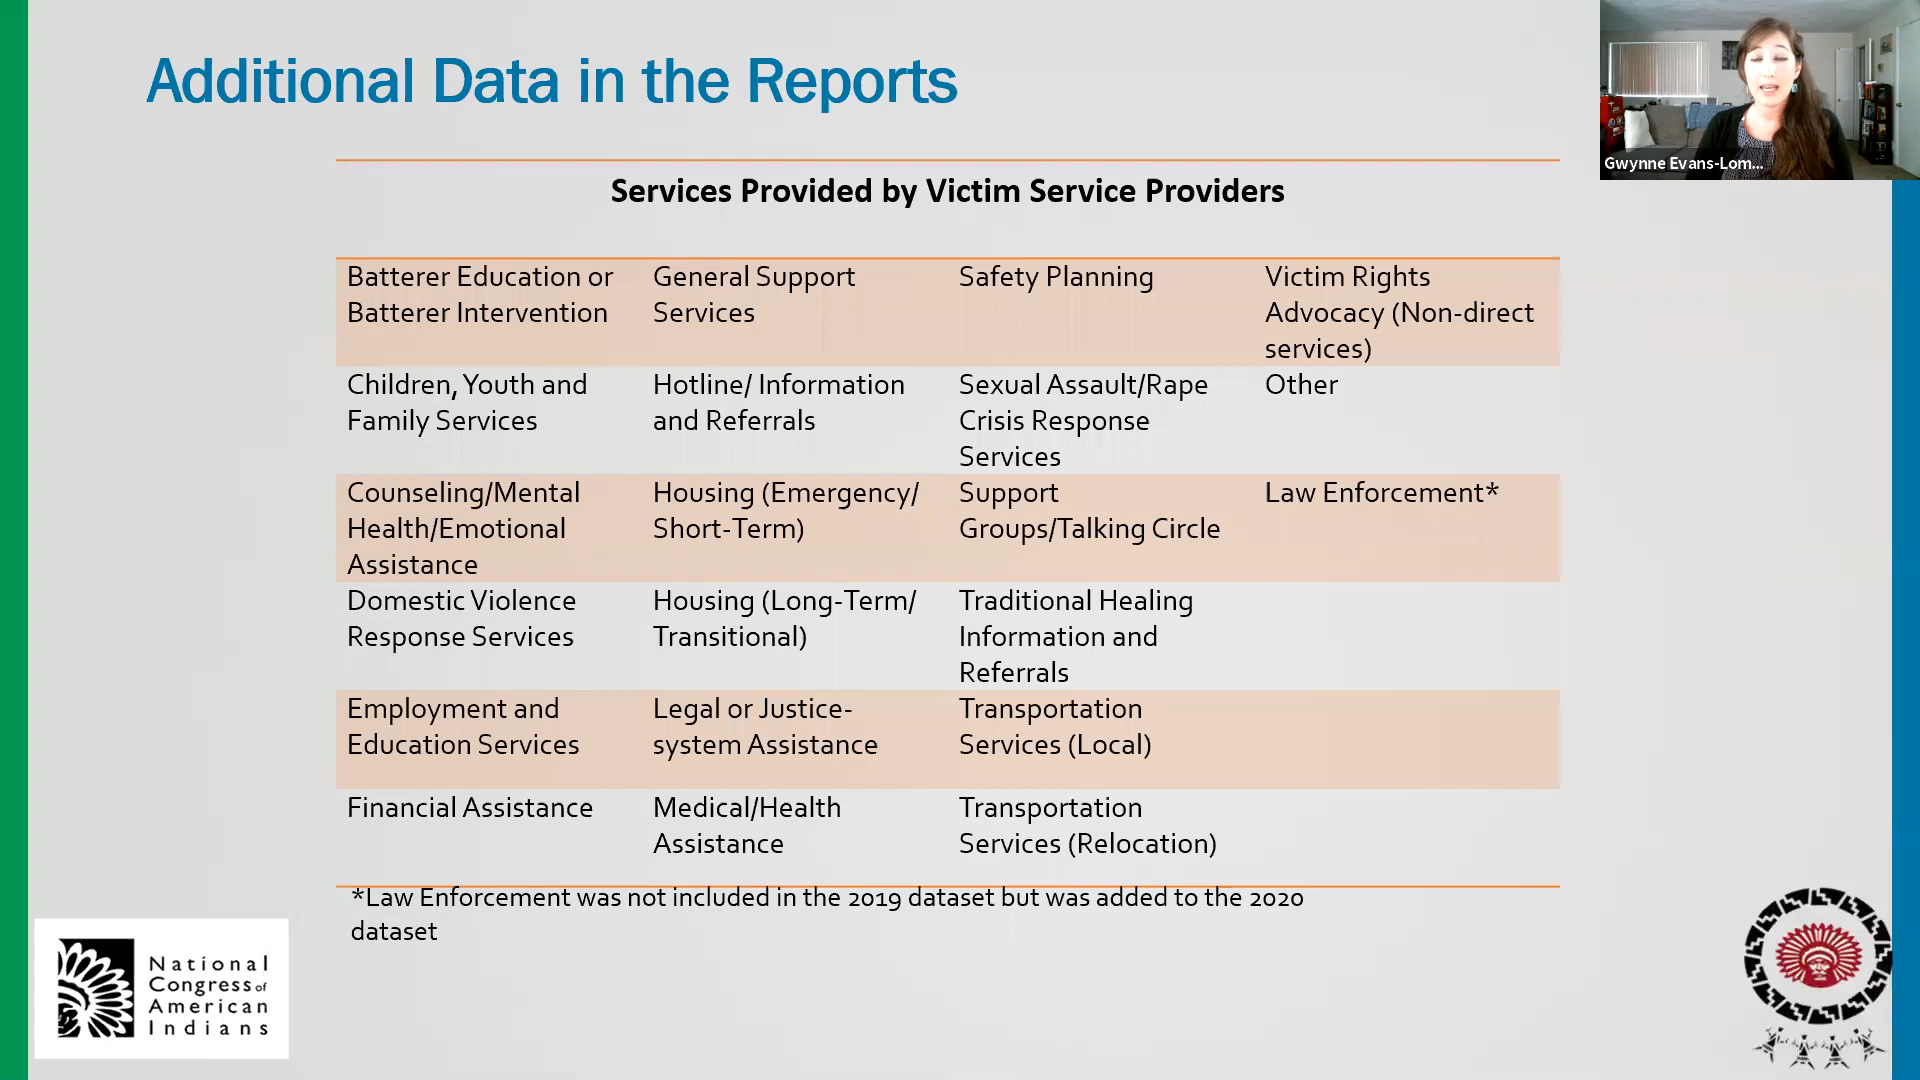 Additional Data in the Reports
Gwynne Evans-Lom...
Services Provided by Victim Service Providers
Batterer Education or
Batterer Intervention
General Support
Services
Safety Planning
Victim Rights
Advocacy (Non-direct
services)
Children, Youth and
Family Services
Hotline/ Information
and Referrals
Sexual Assault/Rape
Crisis Response
Services
Other
Counseling/Mental
Health/Emotional
Assistance
Housing (Emergency/
Short-Term)
Support
Groups/Talking Circle
Law Enforcement*
Domestic Violence
Response Services
Housing (Long-Term/
Transitional)
Traditional Healing
Information and
Referrals
Employment and
Education Services
Legal or Justice-
system Assistance
Transportation
Services (Local)
Financial Assistance
Medical/Health
Assistance
Transportation
Services (Relocation)
*Law Enforcement was not included in the 2019 dataset but was added to the 2020
dataset
National
Congress of
American
Indians